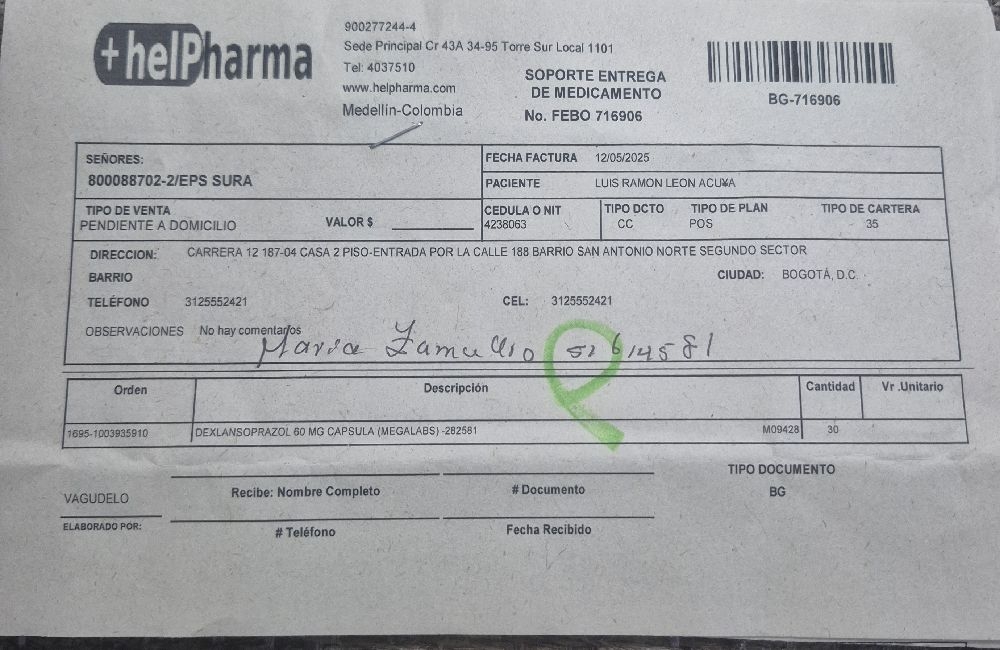 +helPharma
900277244-4
Sede Principal Cr 43A 34-95 Torre Sur Local 1101
Tel: 4037510
www.helpharma.com
Medellin-Colombia
SOPORTE ENTREGA
DE MEDICAMENTO
No. FEBO 716906
BG-716906
SEÑORES:
800088702-2/EPS SURA
FECHA FACTURA 12/05/2025
PACIENTE LUIS RAMON LEON ACU¥A
TIPO DE VENTA
PENDIENTE A DOMICILIO
VALOR $
CEDULA O NIT
4238063
TIPO DCTO
CC
TIPO DE PLAN
POS
TIPO DE CARTERA
35
DIRECCION: CARRERA 12 187-04 CASA 2 PISO-ENTRADA POR LA CALLE 188 BARRIO SAN ANTONIO NORTE SEGUNDO SECTOR
BARRIO
CIUDAD: BOGOTÁ, D.C.
TELÉFONO 3125552421
CEL: 3125552421
OBSERVACIONES No hay comentarios
Maria
Orden Descripción Cantidad Vr .Unitario
1695-1003935910 DEXLANSOPRAZOL 60 MG CAPSULA (MEGALABS) -282581 M09428 30
VAGUDELO
ELABORADO POR:
Recibe: Nombre Completo
# Documento
# Teléfono
Fecha Recibido
TIPO DOCUMENTO
BG